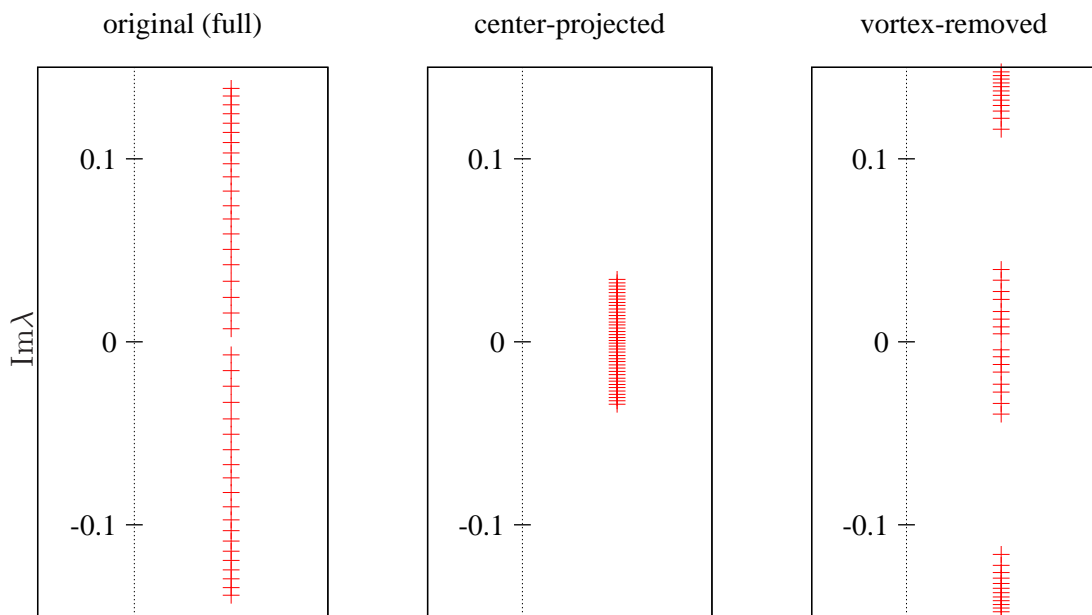 original (full)
center-projected
vortex-removed
Imλ
0.1
0
-0.1
0.1
0
-0.1
0.1
0
-0.1